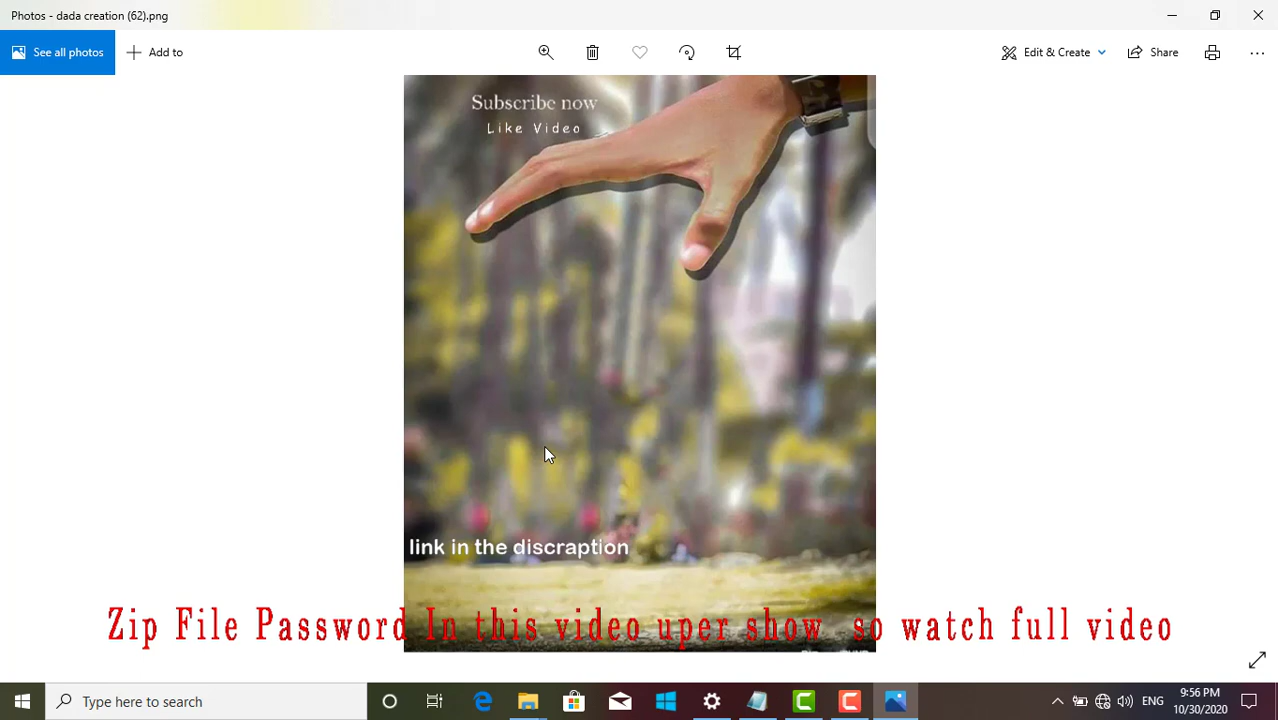 Photos - dada creation (62).png
See all photos
Add to
Edit & Create
Share
Subscribe now
Like Video
link in the discraption
Zip File Password In this video uper show so watch full video
Type here to search
ENG
9:56 PM
10/30/2020